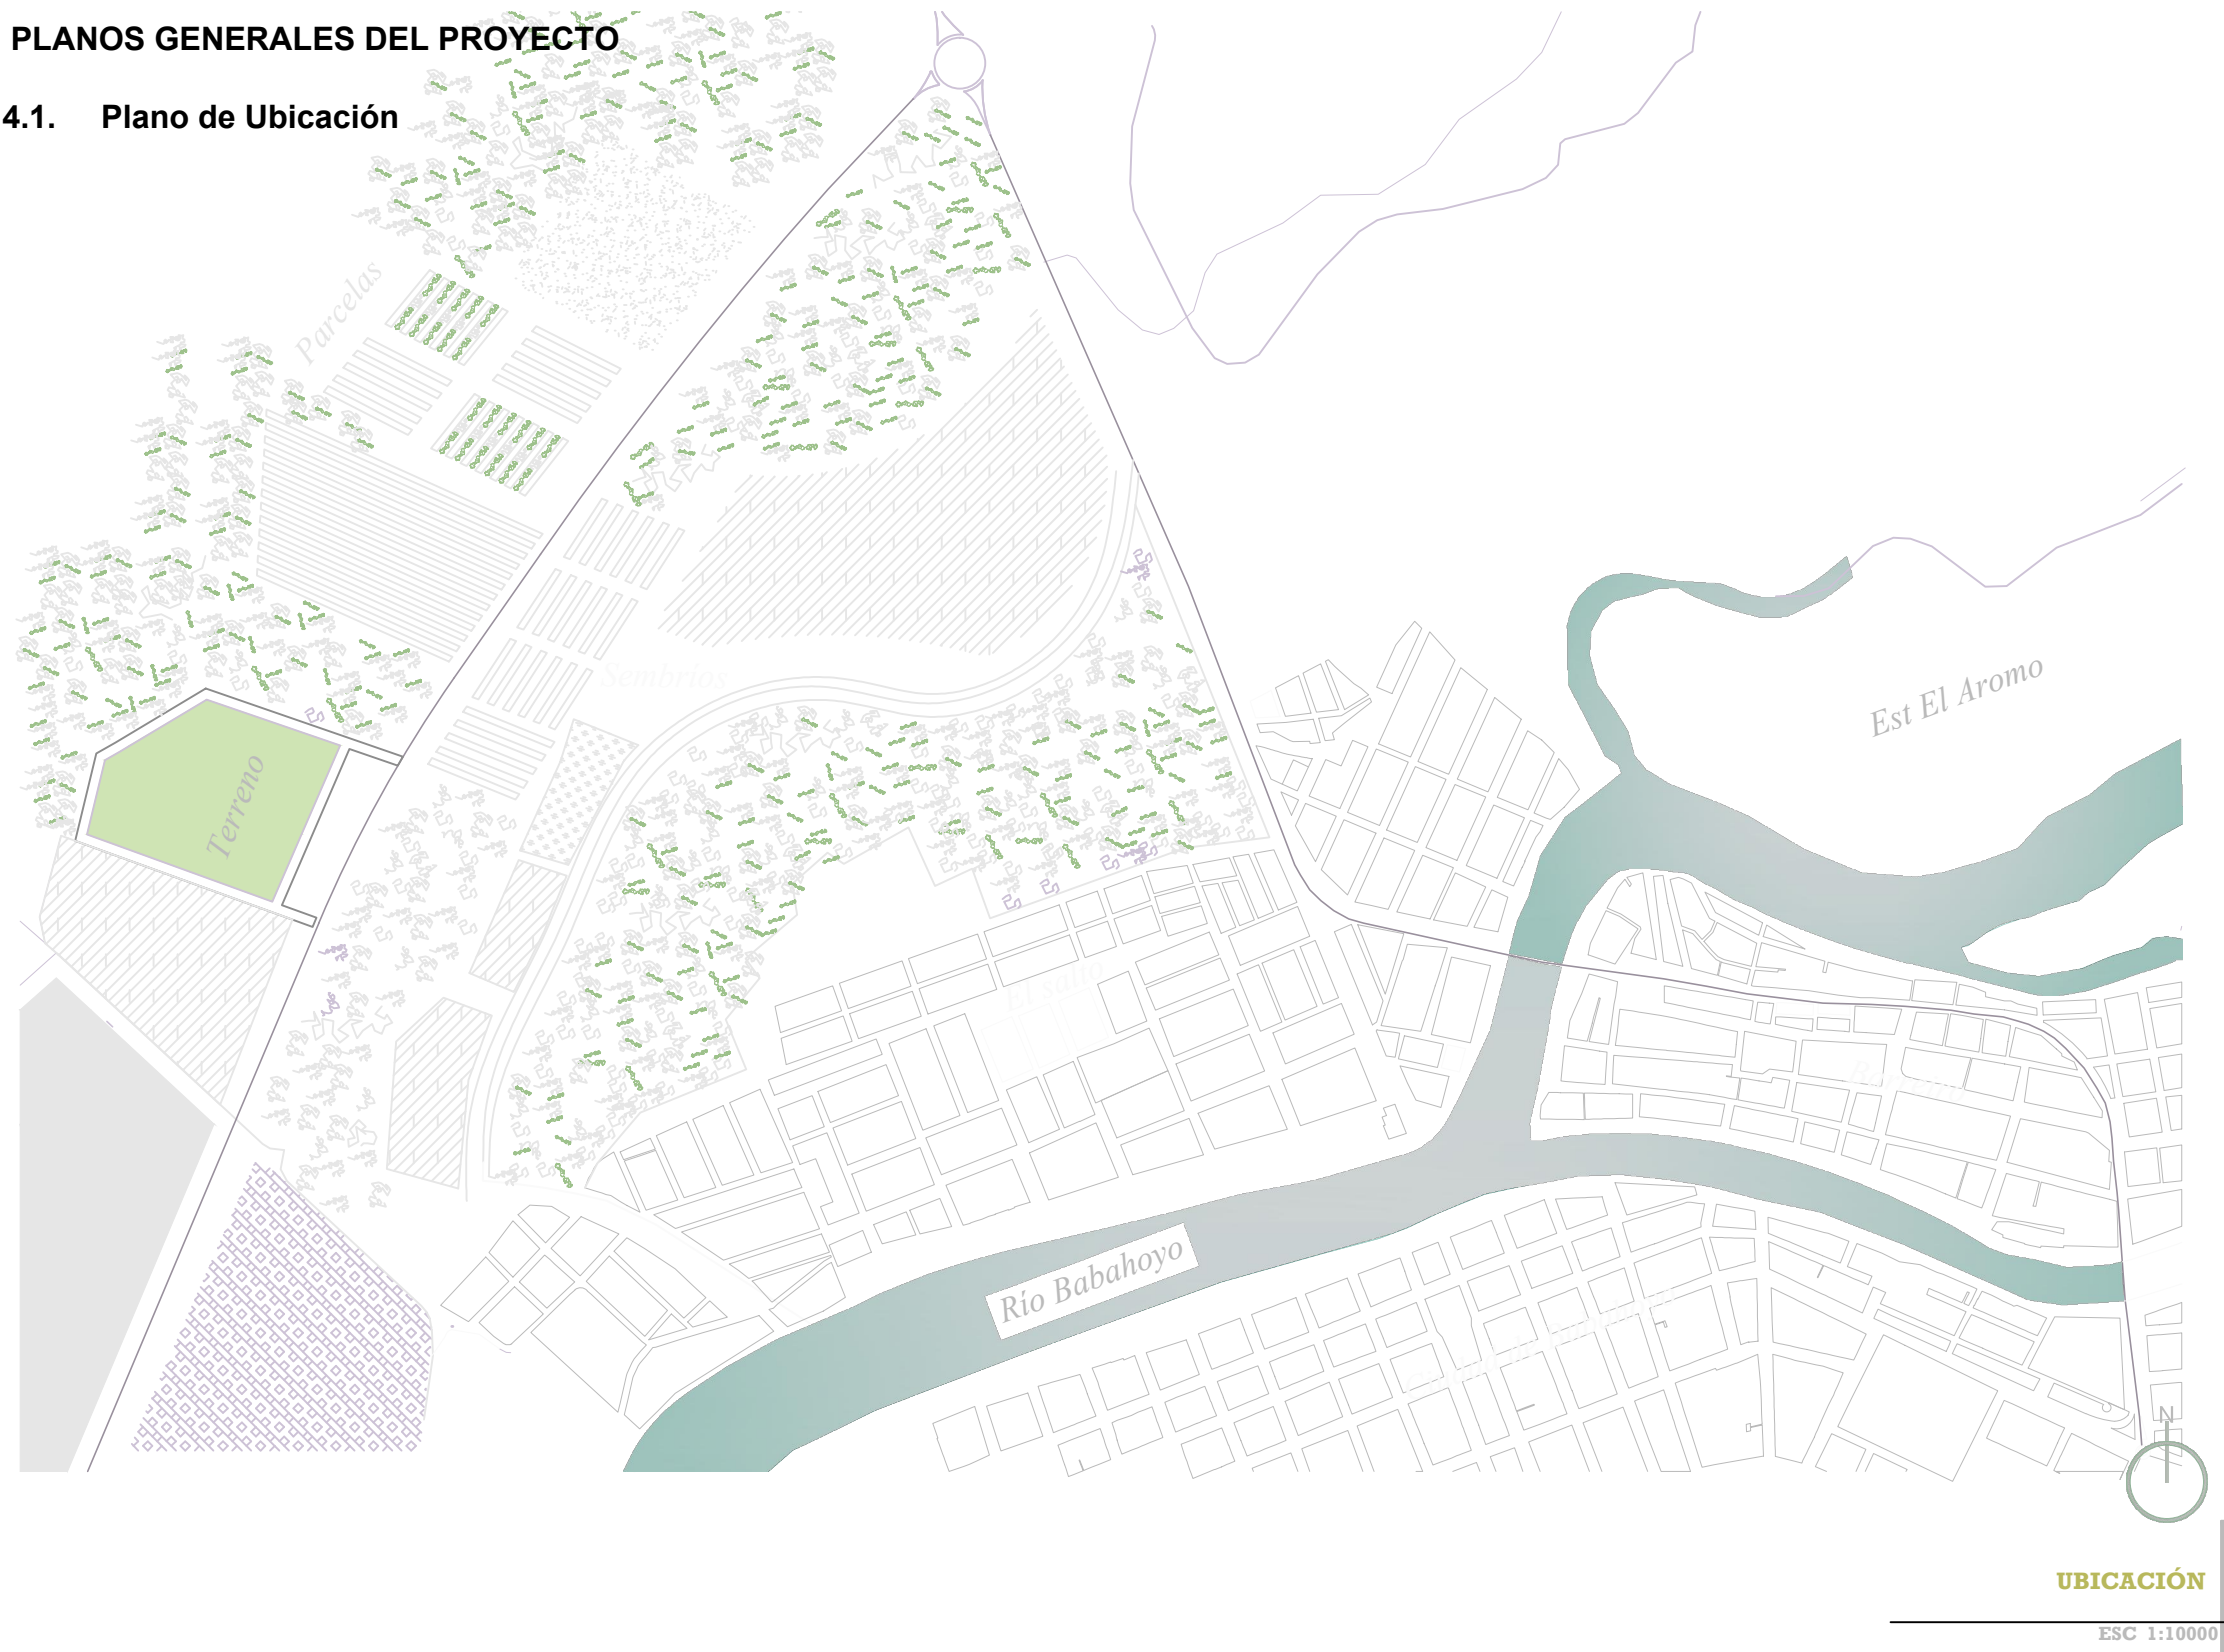 PLANOS GENERALES DEL PROYECTO
4.1. Plano de Ubicación
Parcelas
Sembríos
Est El Aromo
Terreno
El salto
Río Babahoyo
N
UBICACIÓN
ESC 1:10000